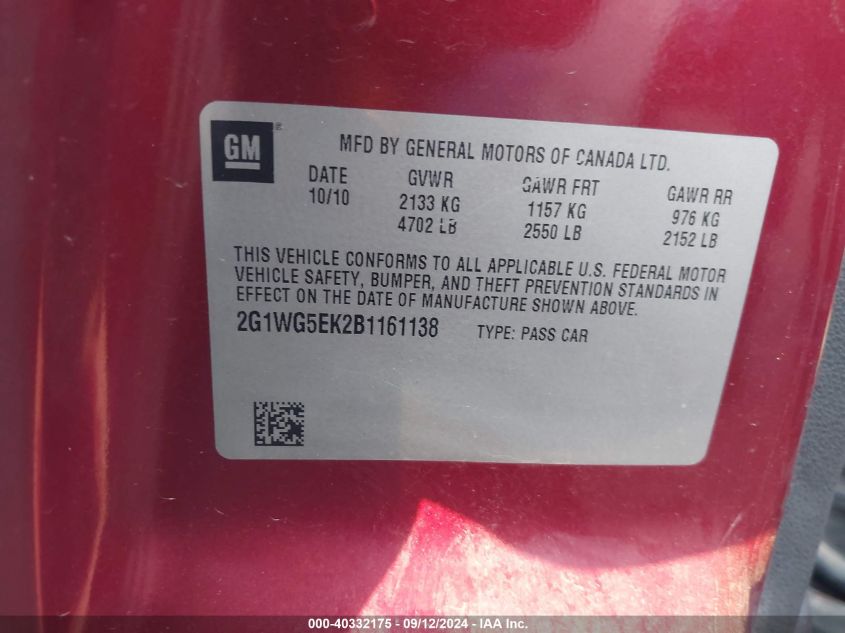 GM®
MFD BY GENERAL MOTORS OF CANADA LTD.
DATE GVWR GAWR FRT GAWR RR
10/10 2133 KG 1157 KG 976 KG
4702 LB 2550 LB 2152 LB
THIS VEHICLE CONFORMS TO ALL APPLICABLE U.S. FEDERAL MOTOR
VEHICLE SAFETY, BUMPER, AND THEFT PREVENTION STANDARDS IN
EFFECT ON THE DATE OF MANUFACTURE SHOWN ABOVE.
2G1WG5EK2B1161138 TYPE: PASS CAR
000-40332175 - 09/12/2024 - IAA Inc.